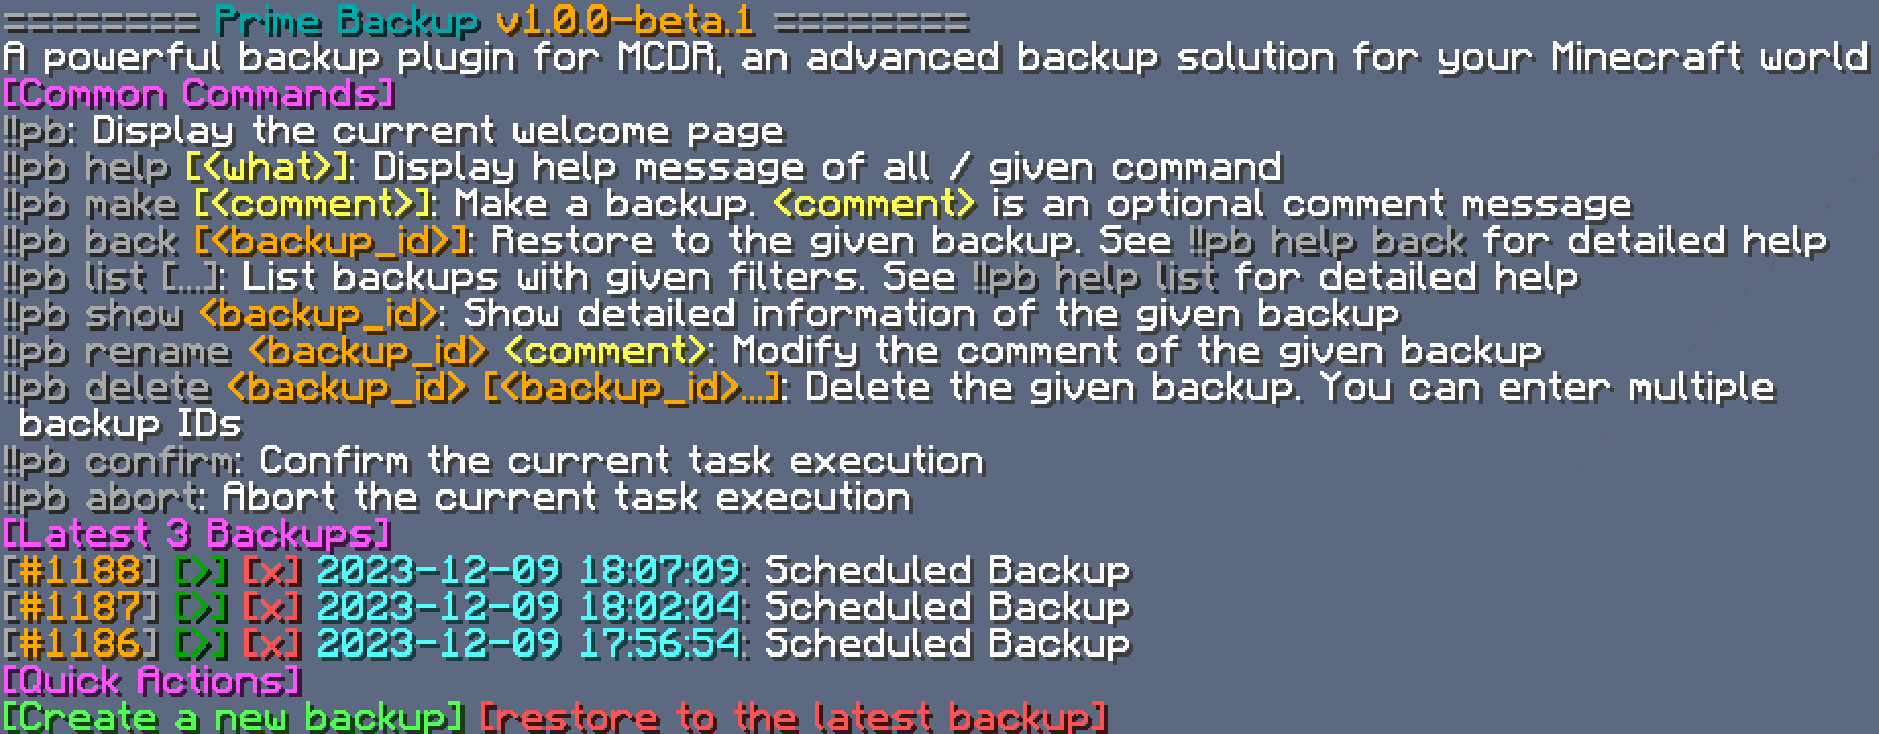 ======== Prime Backup v1.0.0-beta.1 ========
A powerful backup plugin for MCDR, an advanced backup solution for your Minecraft world
[Common Commands]
!!pb: Display the current welcome page
!!pb help [<what>]: Display help message of all / given command
!!pb make [<comment>]: Make a backup. <comment> is an optional comment message
!!pb back [<backup_id>]: Restore to the given backup. See !!pb help back for detailed help
!!pb list [...]: List backups with given filters. See !!pb help list for detailed help
!!pb show <backup_id>: Show detailed information of the given backup
!!pb rename <backup_id> <comment>: Modify the comment of the given backup
!!pb delete <backup_id> [<backup_id>...]: Delete the given backup. You can enter multiple
backup IDs
!!pb confirm: Confirm the current task execution
!!pb abort: Abort the current task execution
[Latest 3 Backups]
[#1188] [>] [x] 2023-12-09 18:07:09: Scheduled Backup
[#1187] [>] [x] 2023-12-09 18:02:04: Scheduled Backup
[#1186] [>] [x] 2023-12-09 17:56:54: Scheduled Backup
[Quick Actions]
[Create a new backup] [restore to the latest backup]